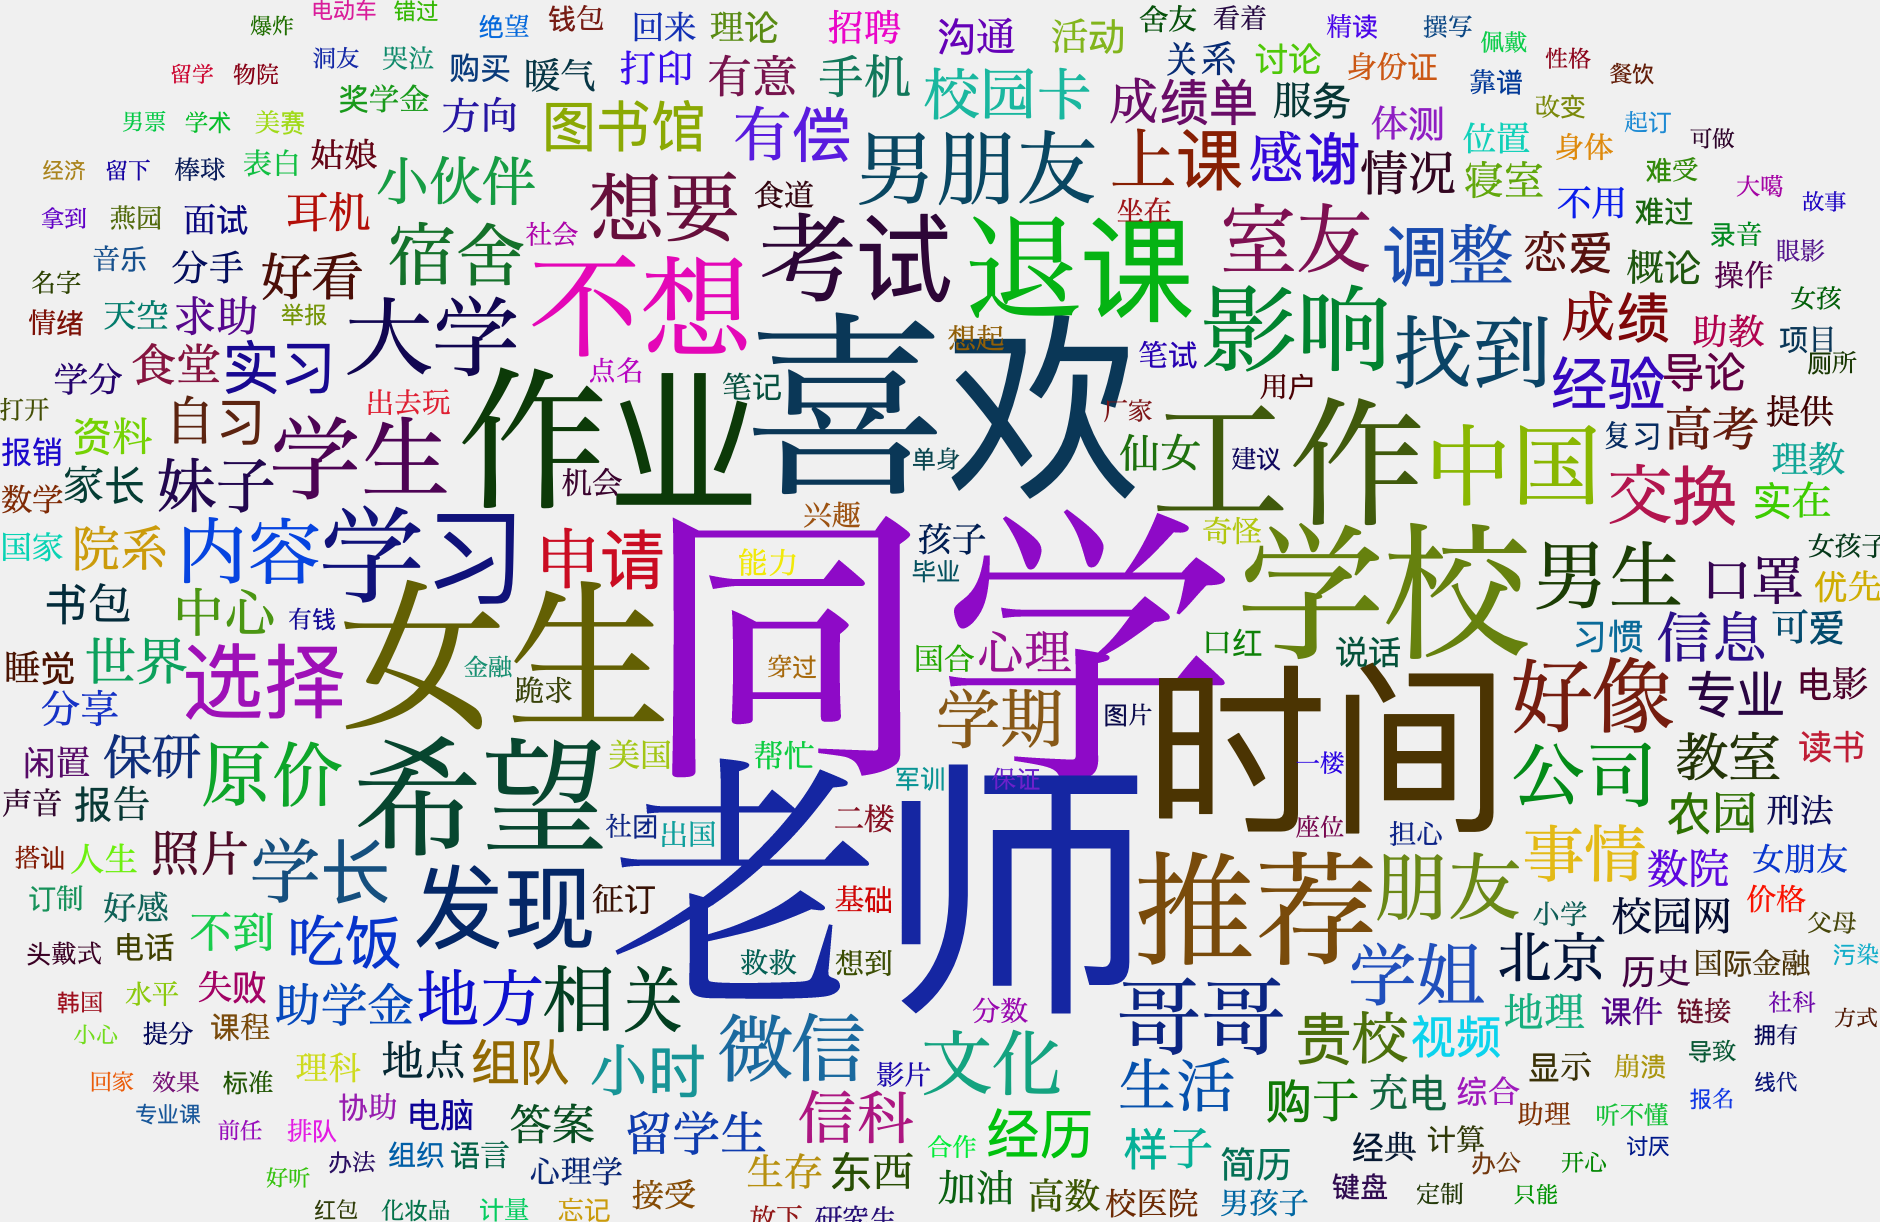 爆炸 电动车 错过 绝望 钱包 回来 理论 招聘 沟通 活动 舍友 看着 精读 撰写 佩戴
留学 物院 洞友 哭泣 购买 暖气 打印 有意 手机 校园卡 关系 讨论 身份证 靠谱 性格 餐饮
男票 学术 美赛 奖学金 方向 图书馆 有偿 成绩单 服务 体测 位置 改变 起订 可做
经济 留下 棒球 表白 姑娘 小伙伴 想要 食道 男朋友 上课 感谢 情况 寝室 身体 难受 大噶 故事
拿到 燕园 面试 耳机 宿舍 社会 考试 退课 坐在 室友 调整 恋爱 不用 难过 录音 眼影
名字 音乐 分手 好看 不想 概论 操作 女孩
情绪 天空 求助 举报 大学 喜欢 想起 影响 找到 成绩 助教 项目
学分 食堂 实习 点名 笔记 笔试 用户 经验 导论 厕所
打开 资料 自习 出去玩 作业 厂家 工作 高考 提供
报销 家长 妹子 学生 机会 单身 仙女 建议 中国 复习 理教
数学 兴趣 交换 实在
国家 院系 内容 学习 申请 同学 能力 孩子 毕业 奇怪 学校 男生 口罩 女孩子 优先
书包 中心 有钱 女生 习惯 信息 可爱
睡觉 世界 选择 金融 跪求 穿过 国合 心理 口红 说话 好像 专业 电影
分享 学期 图片 时间
闲置 保研 原价 希望 美国 帮忙 军训 保证 一楼 公司 教室 读书
声音 报告 社团 出国 老师 二楼 座位 担心 农园 刑法
搭讪 人生 照片 学长 推荐 朋友 事情 数院 女朋友
订制 好感 发现 征订 基础 小学 校园网 价格 父母
头戴式 电话 不到 吃饭 救救 想到 学姐 北京 历史 国际金融 污染
韩国 水平 失败 助学金 地方 相关 分数 哥哥 贵校 视频 地理 课件 链接 社科 方式
小心 提分 课程 理科 地点 组队 小时 微信 影片 文化 生活 显示 崩溃 导致 拥有
回家 效果 标准 协助 电脑 购于 充电 综合 助理 听不懂 报名 线代
专业课 前任 排队 答案 留学生 信科 合作 经历 样子 经典 计算 讨厌
好听 办法 组织 语言 心理学 生存 东西 简历 办公 开心
红包 化妆品 计量 忘记 接受 放下 研究生 加油 高数 校医院 男孩子 键盘 定制 只能